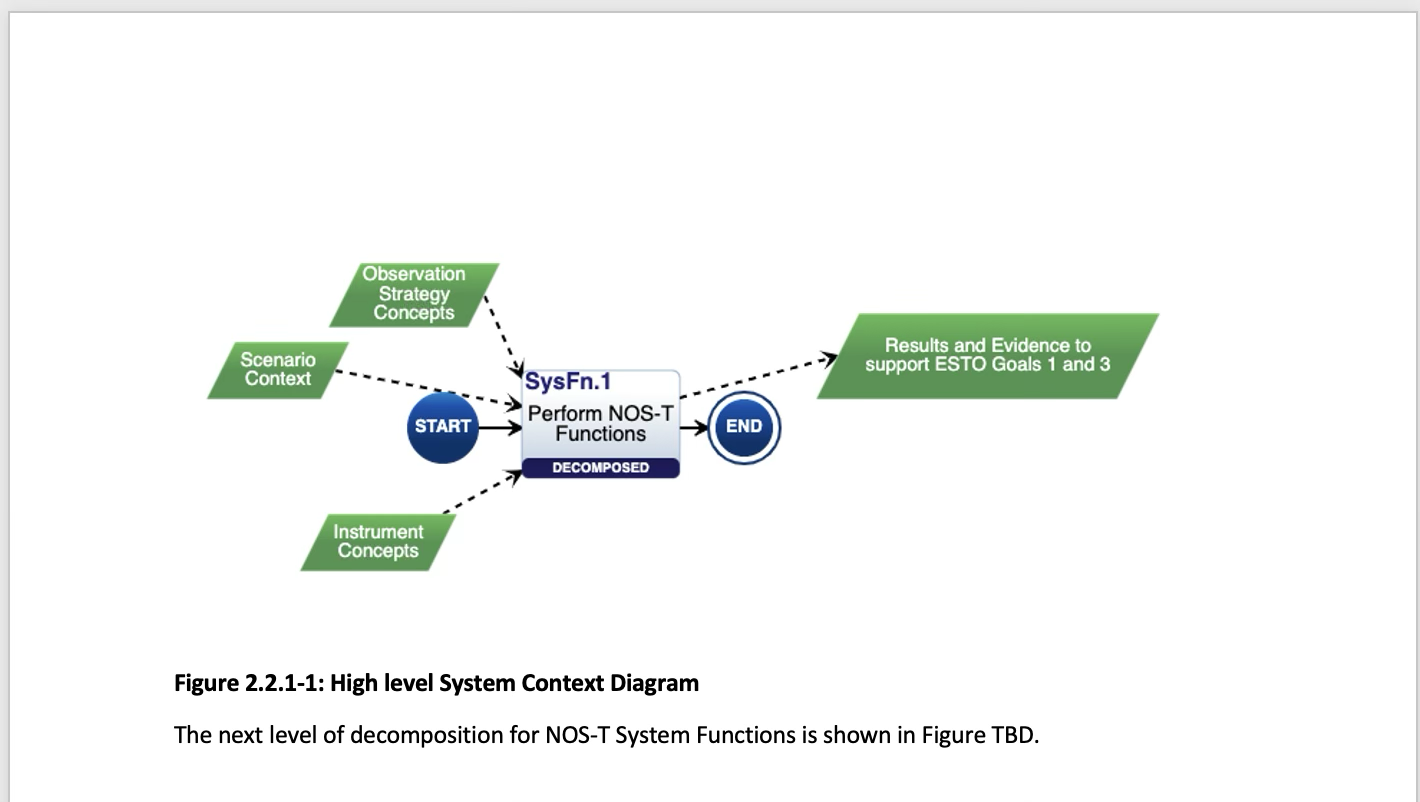 Observation
Strategy
Concepts
Scenario
Context
Results and Evidence to
support ESTO Goals 1 and 3
SysFn.1
Perform NOS-T
Functions
DECOMPOSED
START
END
Instrument
Concepts
Figure 2.2.1-1: High level System Context Diagram
The next level of decomposition for NOS-T System Functions is shown in Figure TBD.